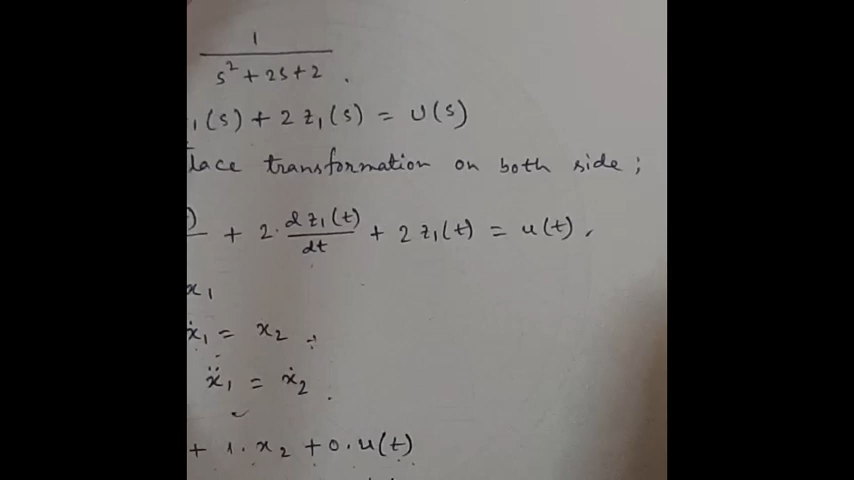 1
s² + 2s + 2 .
₁(s) + 2 z₁(s) = U(s)
lace transformation on both side ;
+ 2 · d z₁(t) / dt + 2 z₁(t) = u(t) ,
x₁
ẋ₁ = x₂ ;
ẍ₁ = ẋ₂ .
+ 1 . x₂ + 0 . u(t)